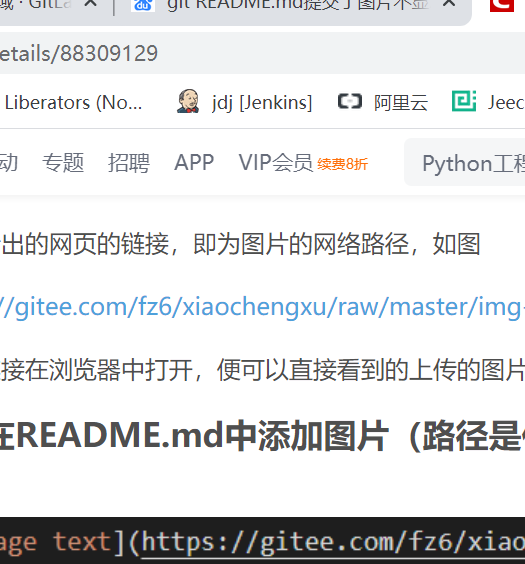 域 · GitLa
git README.md提交了图片不显
etails/88309129
Liberators (No...
jdj [Jenkins]
阿里云
Jeec
动 专题 招聘 APP VIP会员 续费8折 Python工程
出的网页的链接，即为图片的网络路径，如图
//gitee.com/fz6/xiaochengxu/raw/master/img-
接在浏览器中打开，便可以直接看到的上传的图片
在README.md中添加图片（路径是
age text](https://gitee.com/fz6/xiao